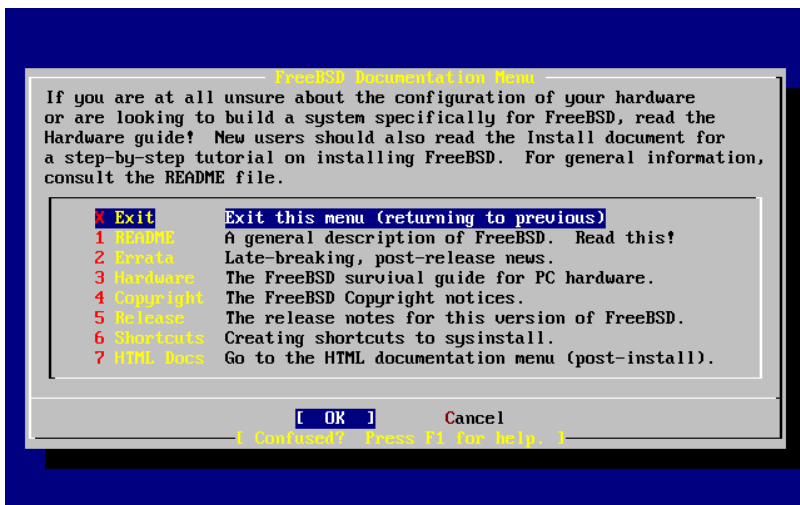 FreeBSD Documentation Menu
If you are at all unsure about the configuration of your hardware
or are looking to build a system specifically for FreeBSD, read the
Hardware guide!  New users should also read the Install document for
a step-by-step tutorial on installing FreeBSD.  For general information,
consult the README file.
X Exit      Exit this menu (returning to previous)
1 README    A general description of FreeBSD.  Read this!
2 Errata    Late-breaking, post-release news.
3 Hardware  The FreeBSD survival guide for PC hardware.
4 Copyright The FreeBSD Copyright notices.
5 Release   The release notes for this version of FreeBSD.
6 Shortcuts Creating shortcuts to sysinstall.
7 HTML Docs Go to the HTML documentation menu (post-install).
[  OK  ]       Cancel
[ Confused?  Press F1 for help. ]